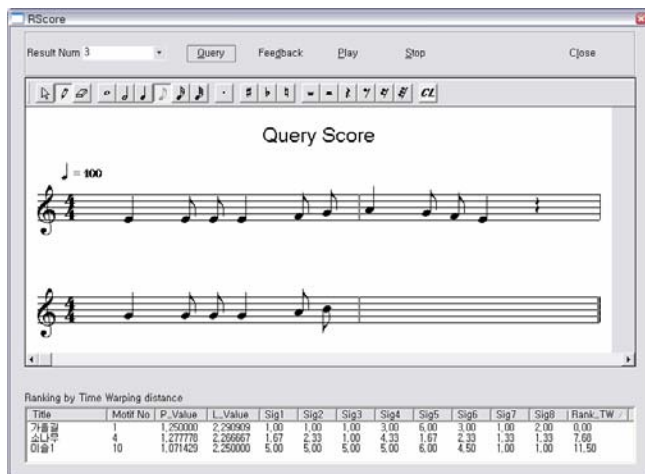 RScore
Result Num 3 Query Feedback Play Stop Close
CL
Query Score
= 100
4 4
4 4
Ranking by Time Warping distance
Title Motif No P_Value L_Value Sig1 Sig2 Sig3 Sig4 Sig5 Sig6 Sig7 Sig8 Rank_TW
가을길 1 1,250000 2,290909 1,00 1,00 1,00 3,00 6,00 3,00 1,00 2,00 0,00
소나무 4 1,277778 2,266667 1,67 2,33 1,00 4,33 1,67 2,33 1,33 1,33 7,68
이슬1 10 1,071429 2,250000 5,00 5,00 5,00 5,00 6,00 4,50 1,00 1,00 11,50